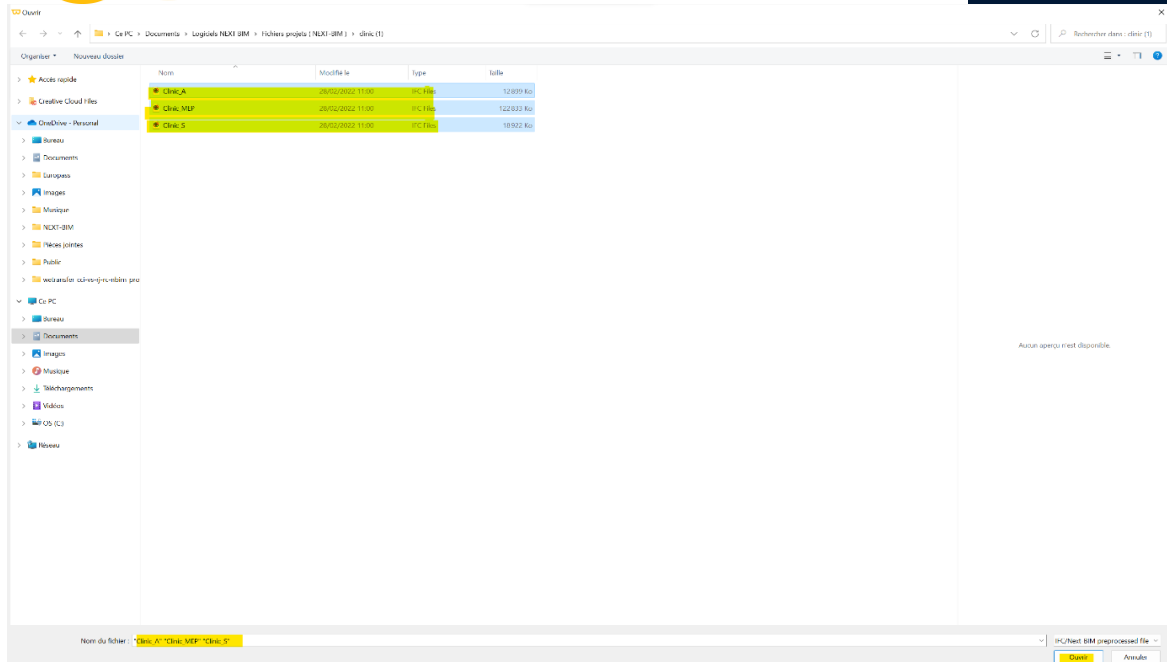 Ouvrir
Ce PC > Documents > Logiciels NEXT-BIM > Fichiers projets ( NEXT-BIM ) > clinic (1)
Rechercher dans : clinic (1)
Organiser
Nouveau dossier
Nom
Modifié le
Type
Taille
Accès rapide
Clinic_A 28/02/2022 11:00 IFC Files 12 899 Ko
Creative Cloud Files
Clinic_MEP 28/02/2022 11:00 IFC Files 122 833 Ko
OneDrive - Personal
Clinic_S 28/02/2022 11:00 IFC Files 18 922 Ko
Bureau
Documents
Europass
Images
Musique
NEXT-BIM
Pièces jointes
Public
Ce PC
Bureau
Documents
Images
Musique
Téléchargements
Vidéos
OS (C:)
Réseau
Aucun aperçu n'est disponible.
Nom du fichier : "Clinic_A" "Clinic_MEP" "Clinic_S"
IFC/Next-BIM preprocessed file
Ouvrir
Annuler